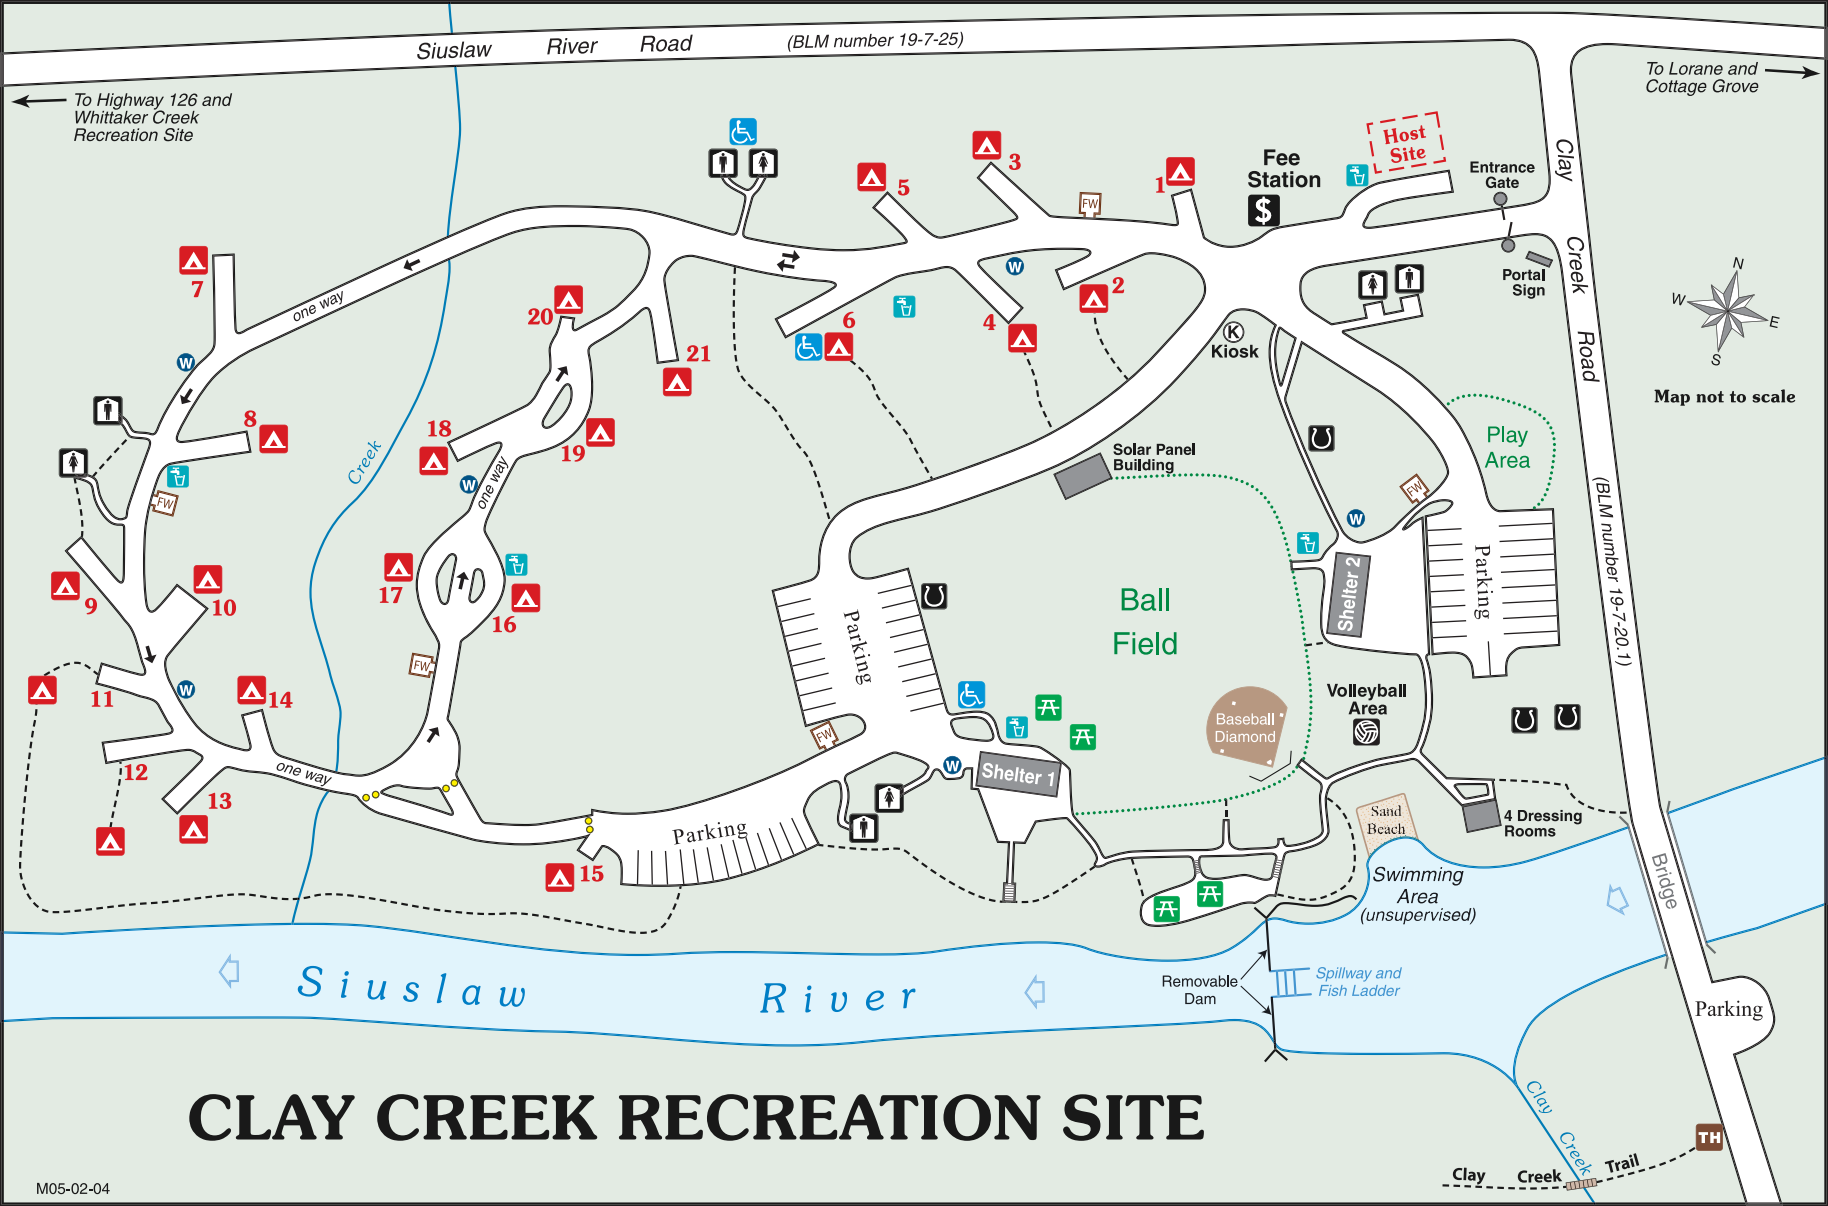 Siuslaw River Road (BLM number 19-7-25)
To Highway 126 and
Whittaker Creek
Recreation Site
To Lorane and
Cottage Grove
Host
Site
Fee
Station
$
Entrance
Gate
Portal
Sign
Clay Creek Road (BLM number 19-7-20.1)
N
W
E
S
Map not to scale
1
2
3
4
5
6
7
8
9
10
11
12
13
14
15
16
17
18
19
20
21
FW
FW
FW
FW
FW
W
W
W
W
W
W
K
Kiosk
one way
one way
one way
Creek
Solar Panel
Building
Play
Area
Parking
Parking
Parking
Shelter 2
Ball
Field
Volleyball
Area
Baseball
Diamond
Shelter 1
Sand
Beach
4 Dressing
Rooms
Swimming
Area
(unsupervised)
Bridge
Removable
Dam
Spillway and
Fish Ladder
Siuslaw River
Parking
Clay Creek
TH
Clay Creek Trail
CLAY CREEK RECREATION SITE
M05-02-04